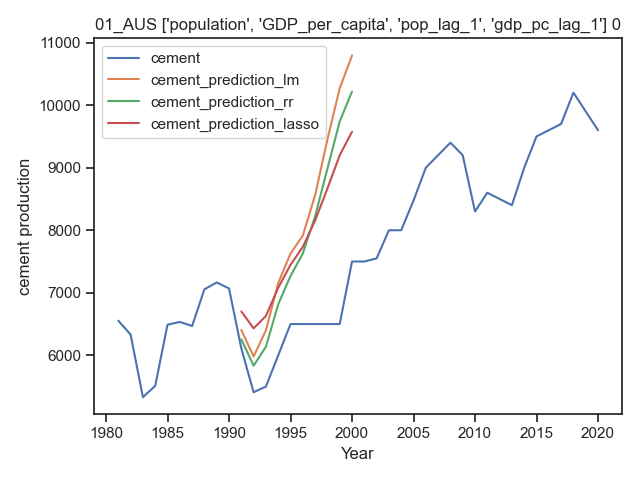 01_AUS ['population', 'GDP_per_capita', 'pop_lag_1', 'gdp_pc_lag_1'] 0
11000
10000
9000
8000
7000
6000
cement production
cement
cement_prediction_lm
cement_prediction_rr
cement_prediction_lasso
1980
1985
1990
1995
2000
2005
2010
2015
2020
Year